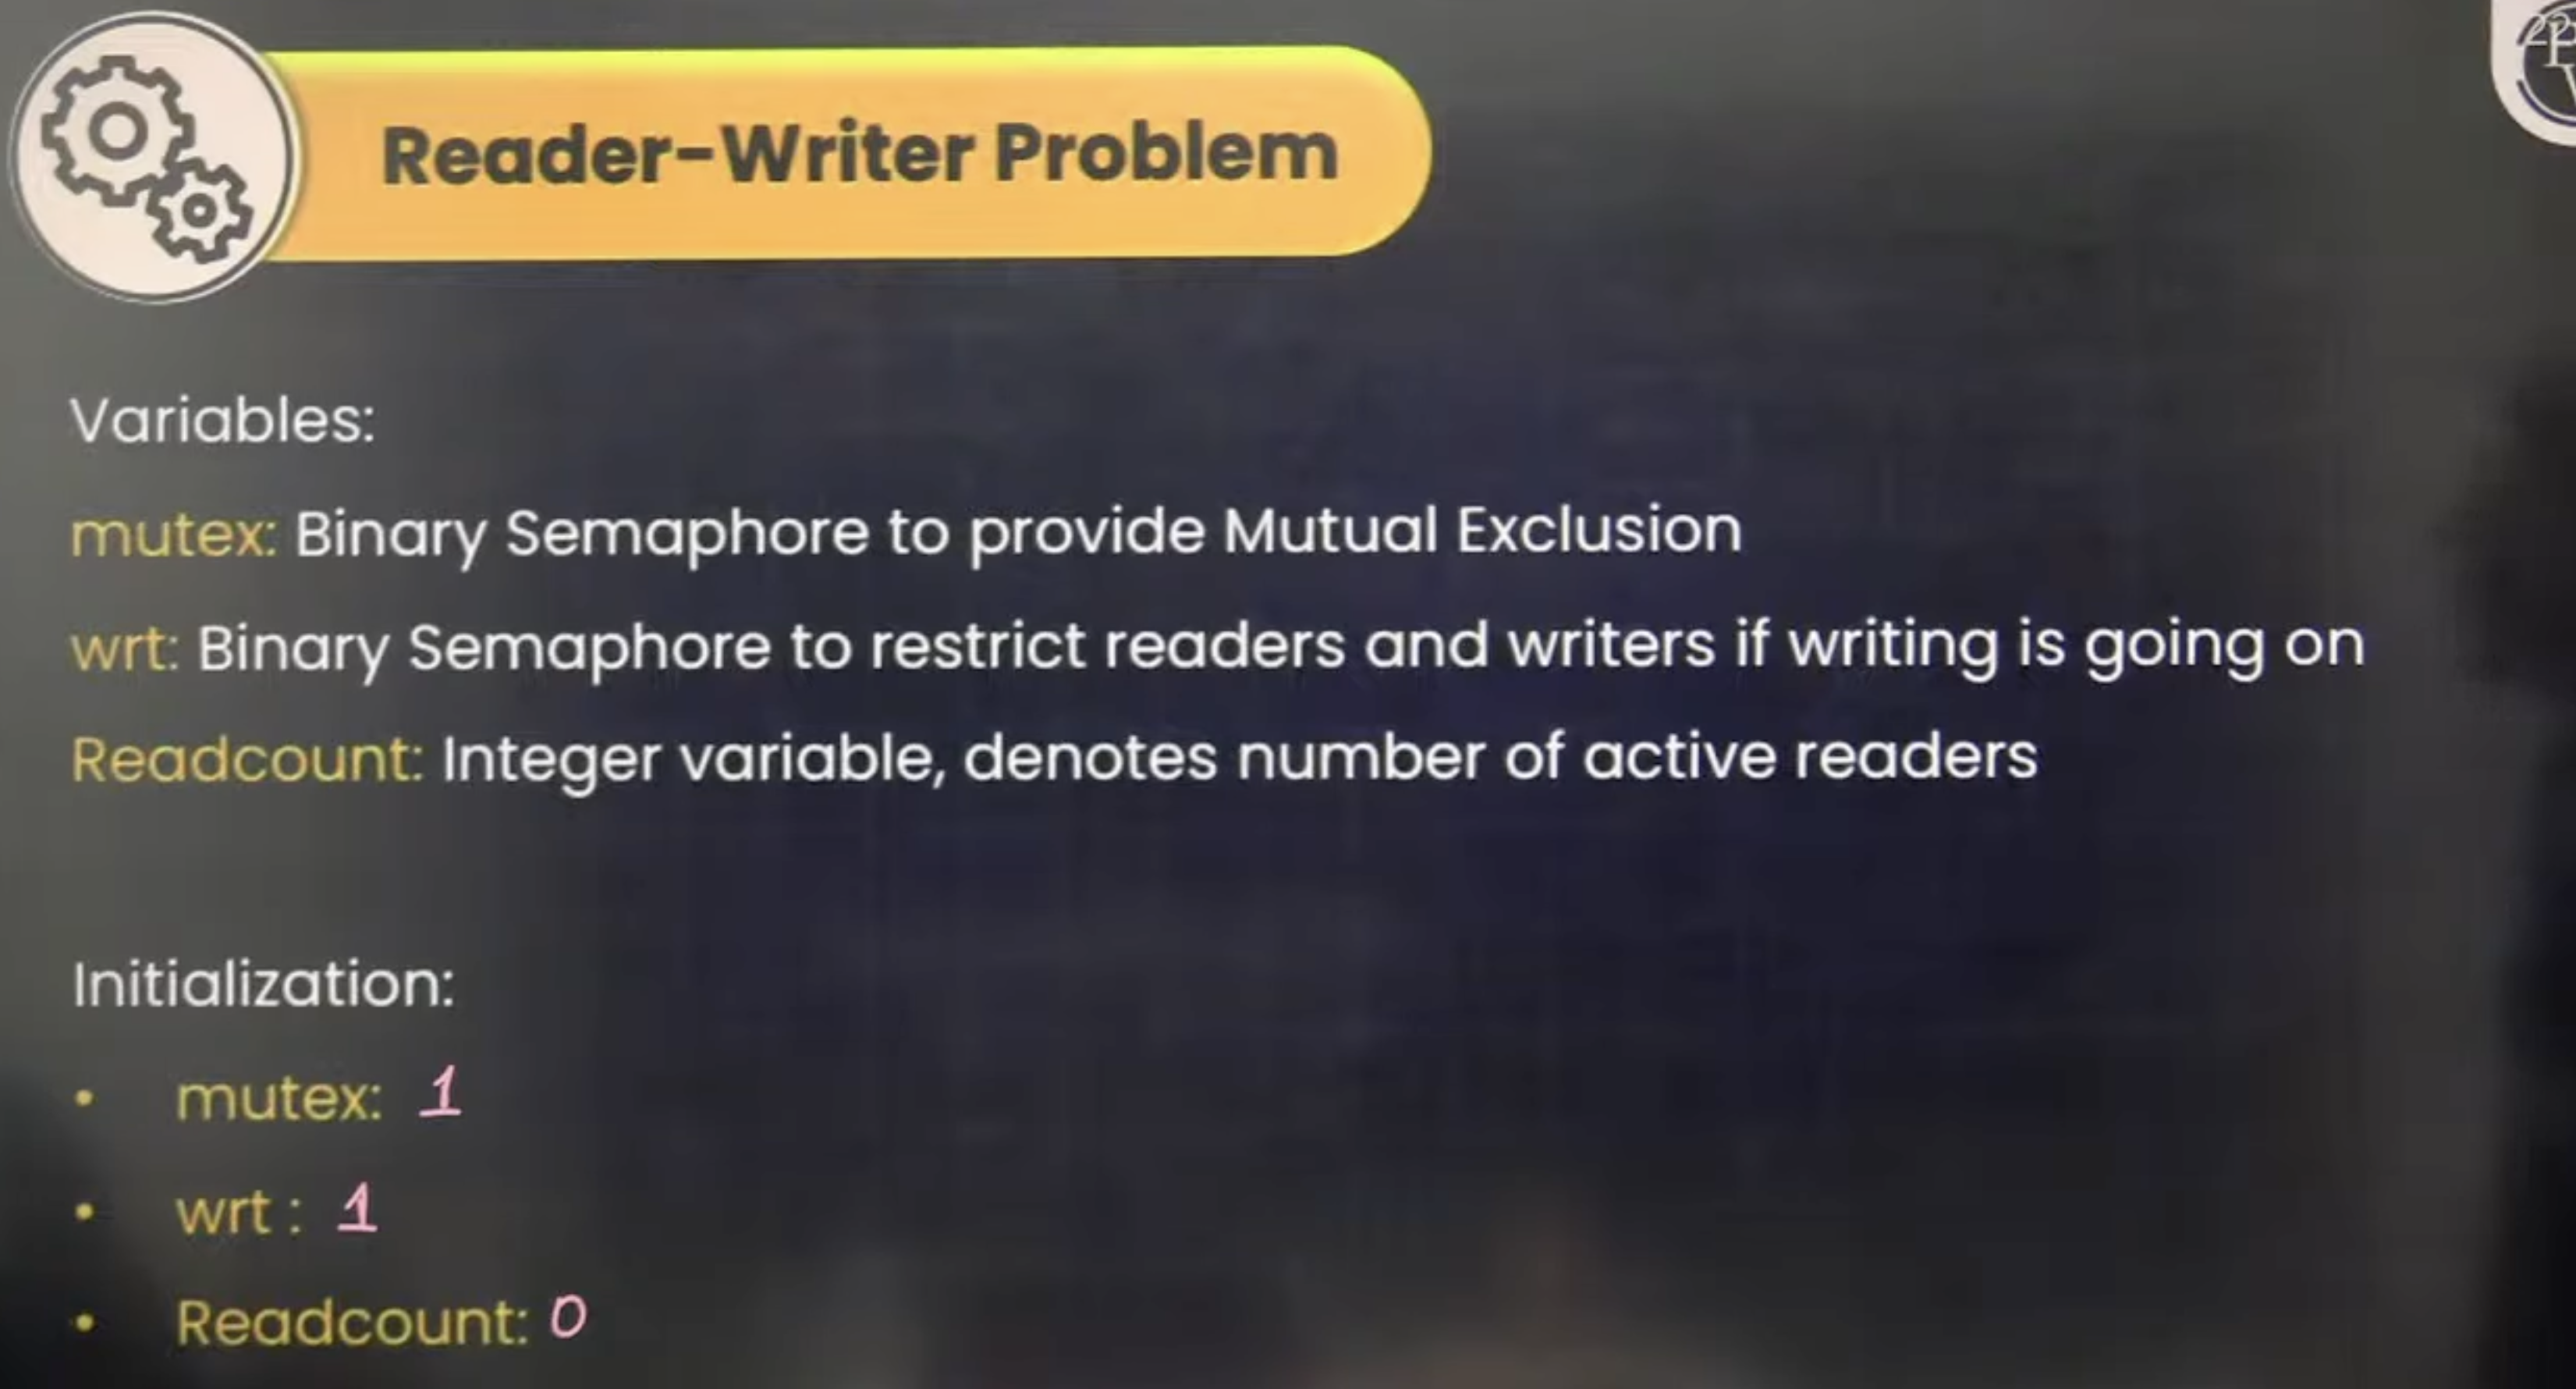 Reader-Writer Problem
Variables:
mutex: Binary Semaphore to provide Mutual Exclusion
wrt: Binary Semaphore to restrict readers and writers if writing is going on
Readcount: Integer variable, denotes number of active readers
Initialization:
• mutex: 1
• wrt : 1
• Readcount: 0